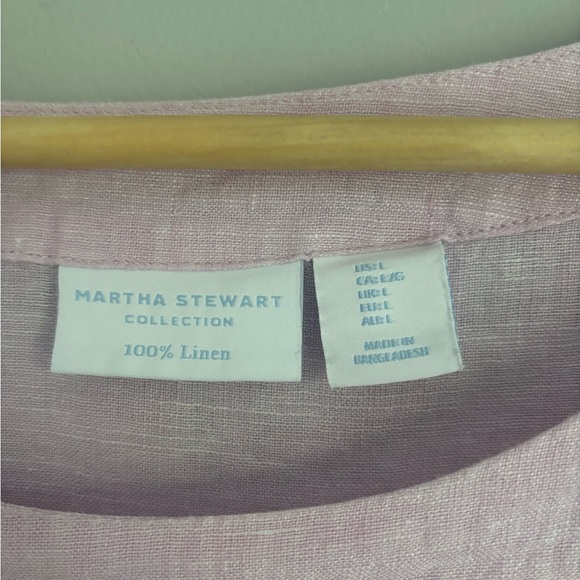 MARTHA STEWART
COLLECTION
100% Linen
US: L
CA: L/G
UK: L
EU: L
AU: L
MADE IN
BANGLADESH